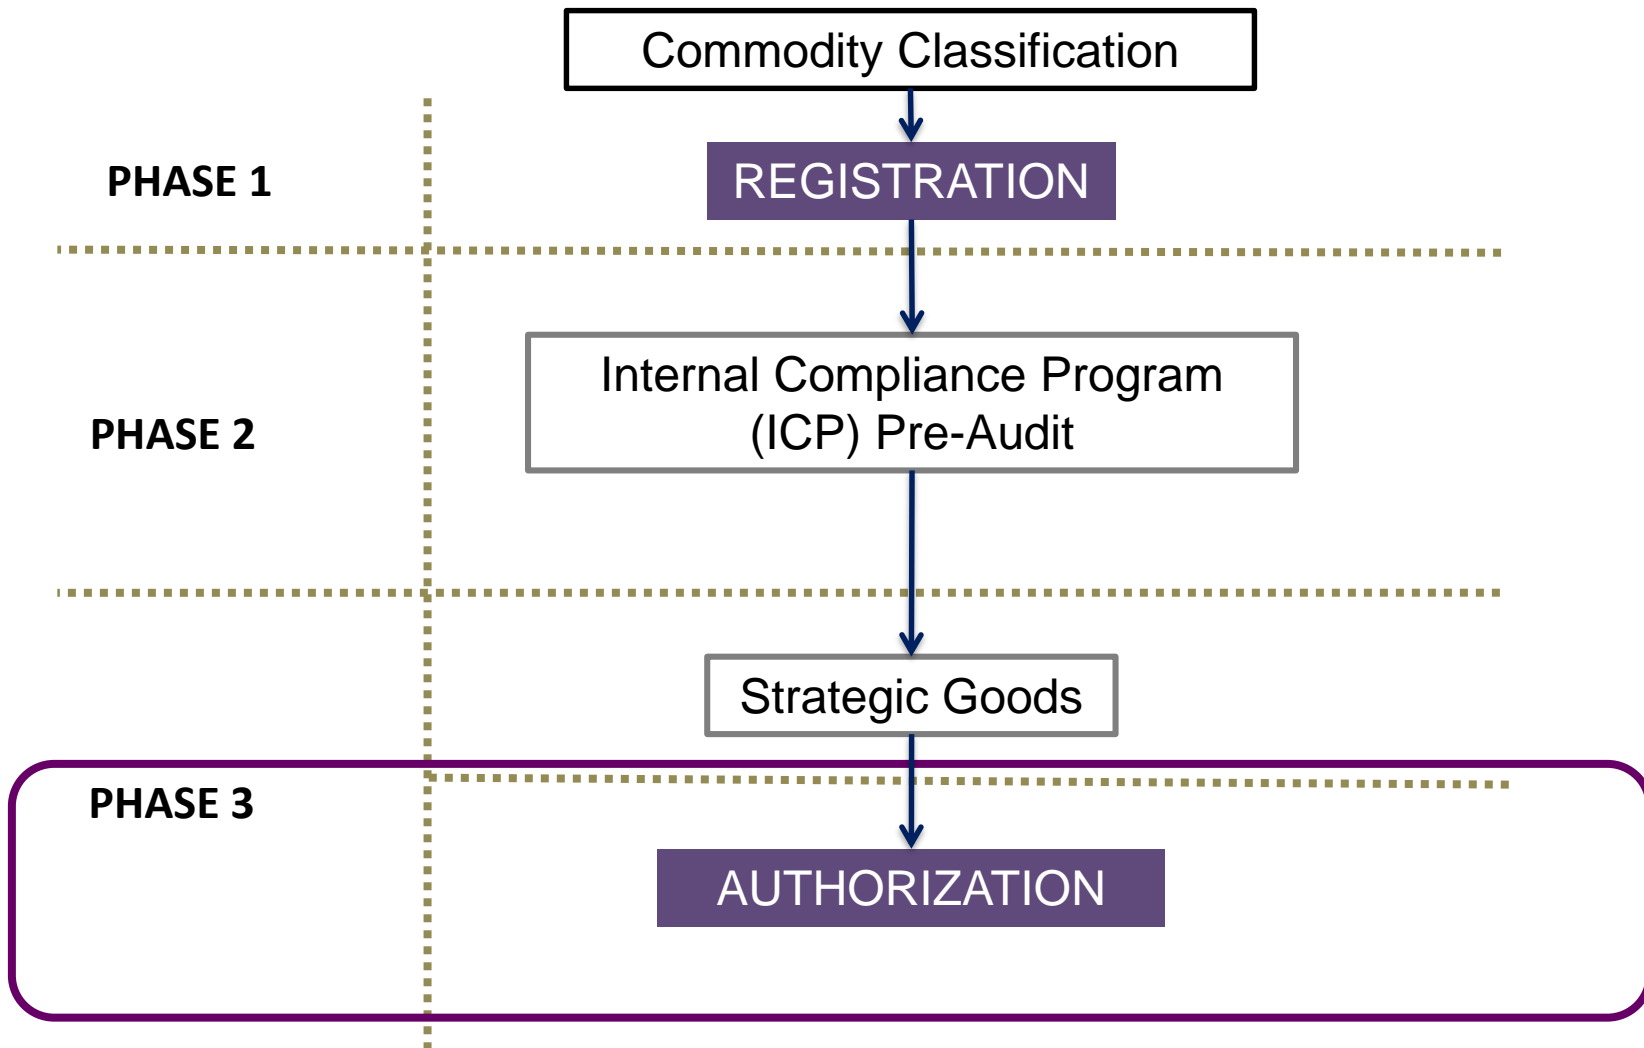 Commodity Classification
PHASE 1
REGISTRATION
Internal Compliance Program
(ICP) Pre-Audit
PHASE 2
Strategic Goods
PHASE 3
AUTHORIZATION